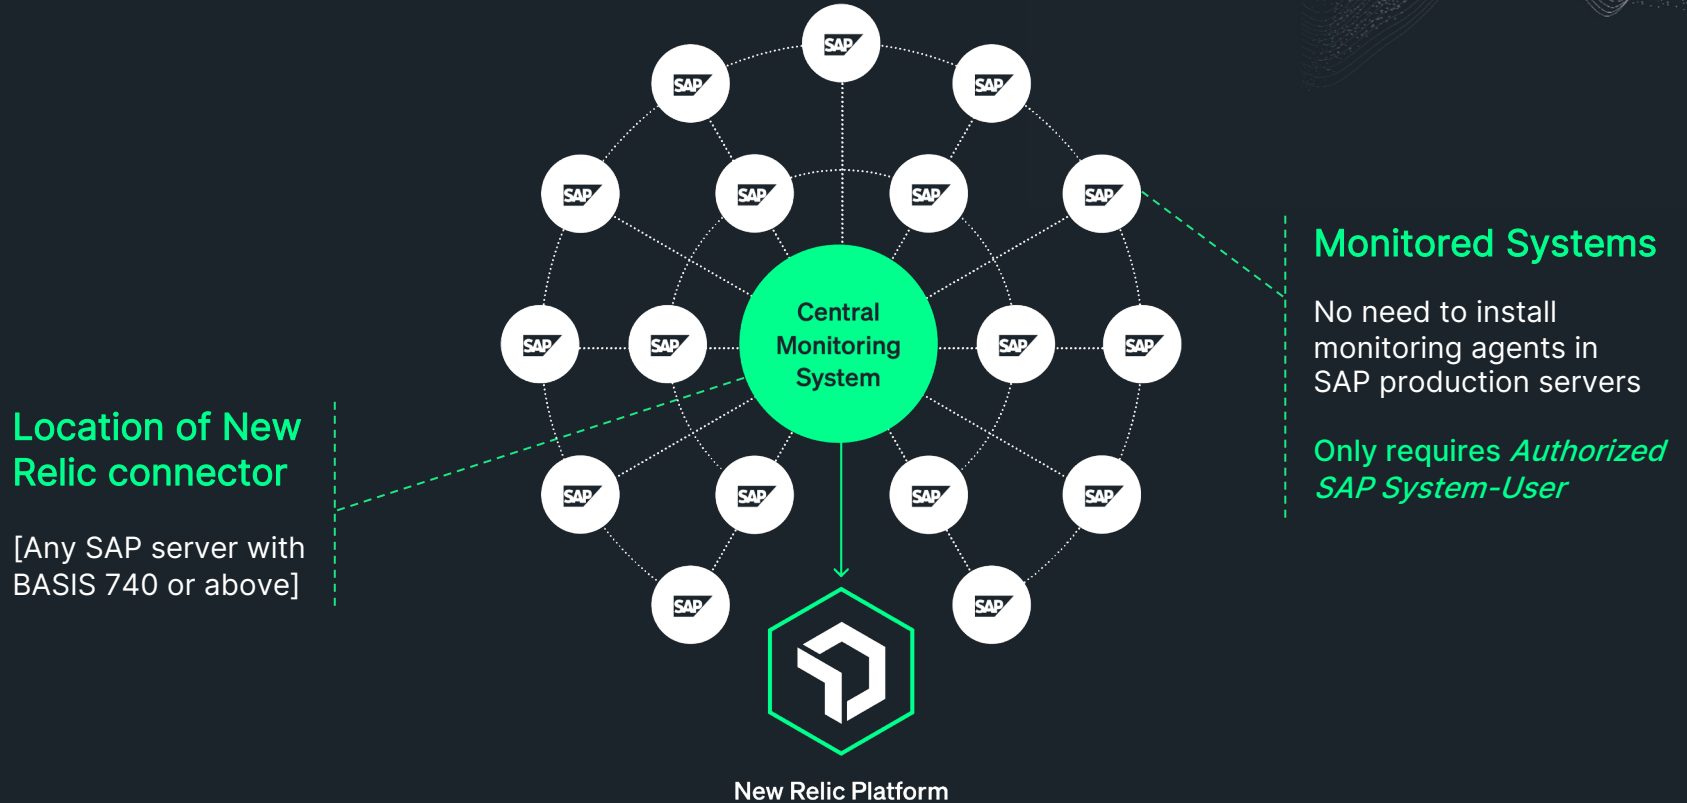 SAP
SAP
SAP
SAP
SAP
SAP
SAP
Monitored Systems
No need to install
monitoring agents in
SAP production servers
Only requires Authorized
SAP System-User
Central
Monitoring
System
SAP
SAP
SAP
SAP
Location of New
Relic connector
[Any SAP server with
BASIS 740 or above]
SAP
SAP
SAP
SAP
SAP
SAP
New Relic Platform